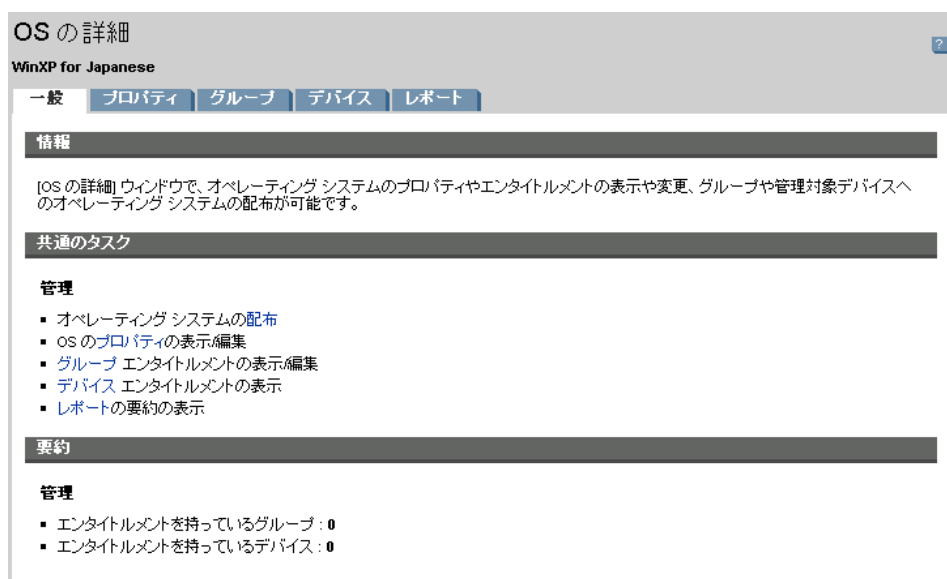 OS の詳細
?
WinXP for Japanese
一般 プロパティ グループ デバイス レポート
情報
[OS の詳細] ウィンドウで、オペレーティング システムのプロパティやエンタイトルメントの表示や変更、グループや管理対象デバイスへ
のオペレーティング システムの配布が可能です。
共通のタスク
管理
▪ オペレーティング システムの配布
▪ OS のプロパティの表示/編集
▪ グループ エンタイトルメントの表示/編集
▪ デバイス エンタイトルメントの表示
▪ レポートの要約の表示
要約
管理
▪ エンタイトルメントを持っているグループ : 0
▪ エンタイトルメントを持っているデバイス : 0